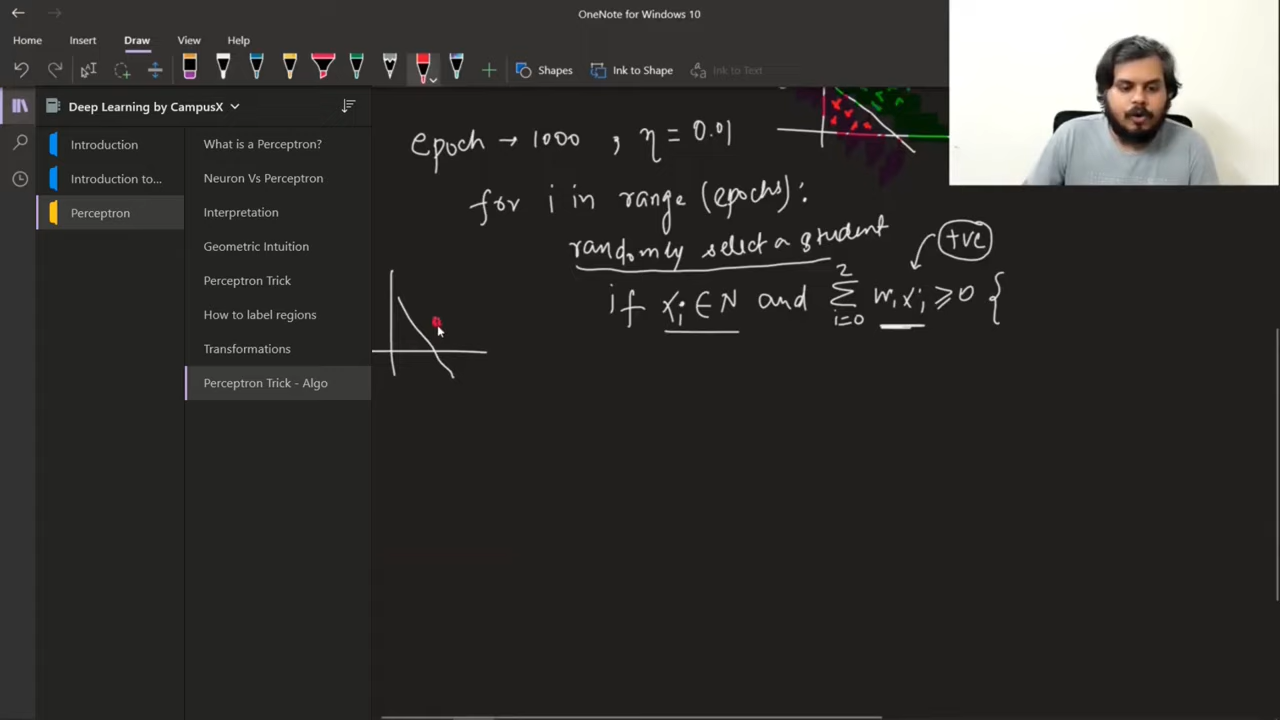 OneNote for Windows 10
Home Insert Draw View Help
Shapes Ink to Shape Ink to Text
Deep Learning by CampusX
Introduction
Introduction to...
Perceptron
What is a Perceptron?
Neuron Vs Perceptron
Interpretation
Geometric Intuition
Perceptron Trick
How to label regions
Transformations
Perceptron Trick - Algo
epoch → 1000 , η = 0.01
for i in range (epochs):
randomly select a student
+ve
if xi ∈ N and 2∑i=0 wixi ≥ 0 {